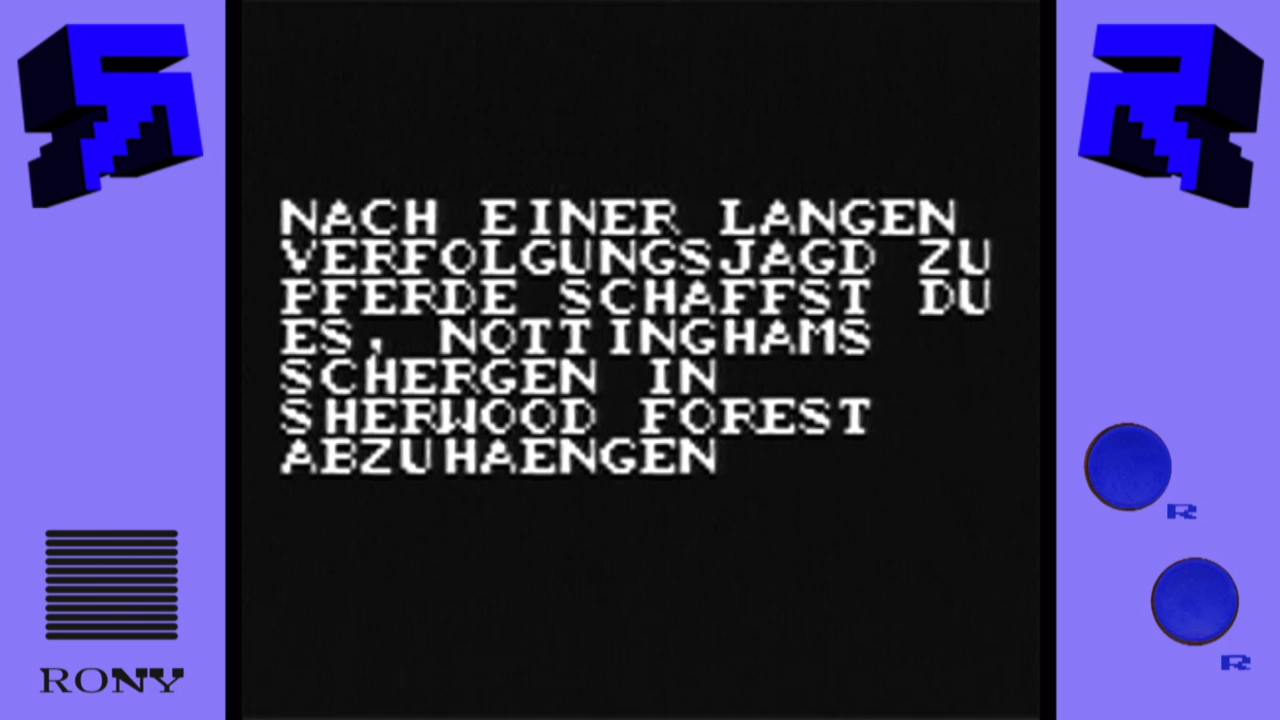 NACH EINER LANGEN
VERFOLGUNGSJAGD ZU
PFERDE SCHAFFST DU
ES, NOTTINGHAMS
SCHERGEN IN
SHERWOOD FOREST
ABZUHAENGEN
R
R
RONY